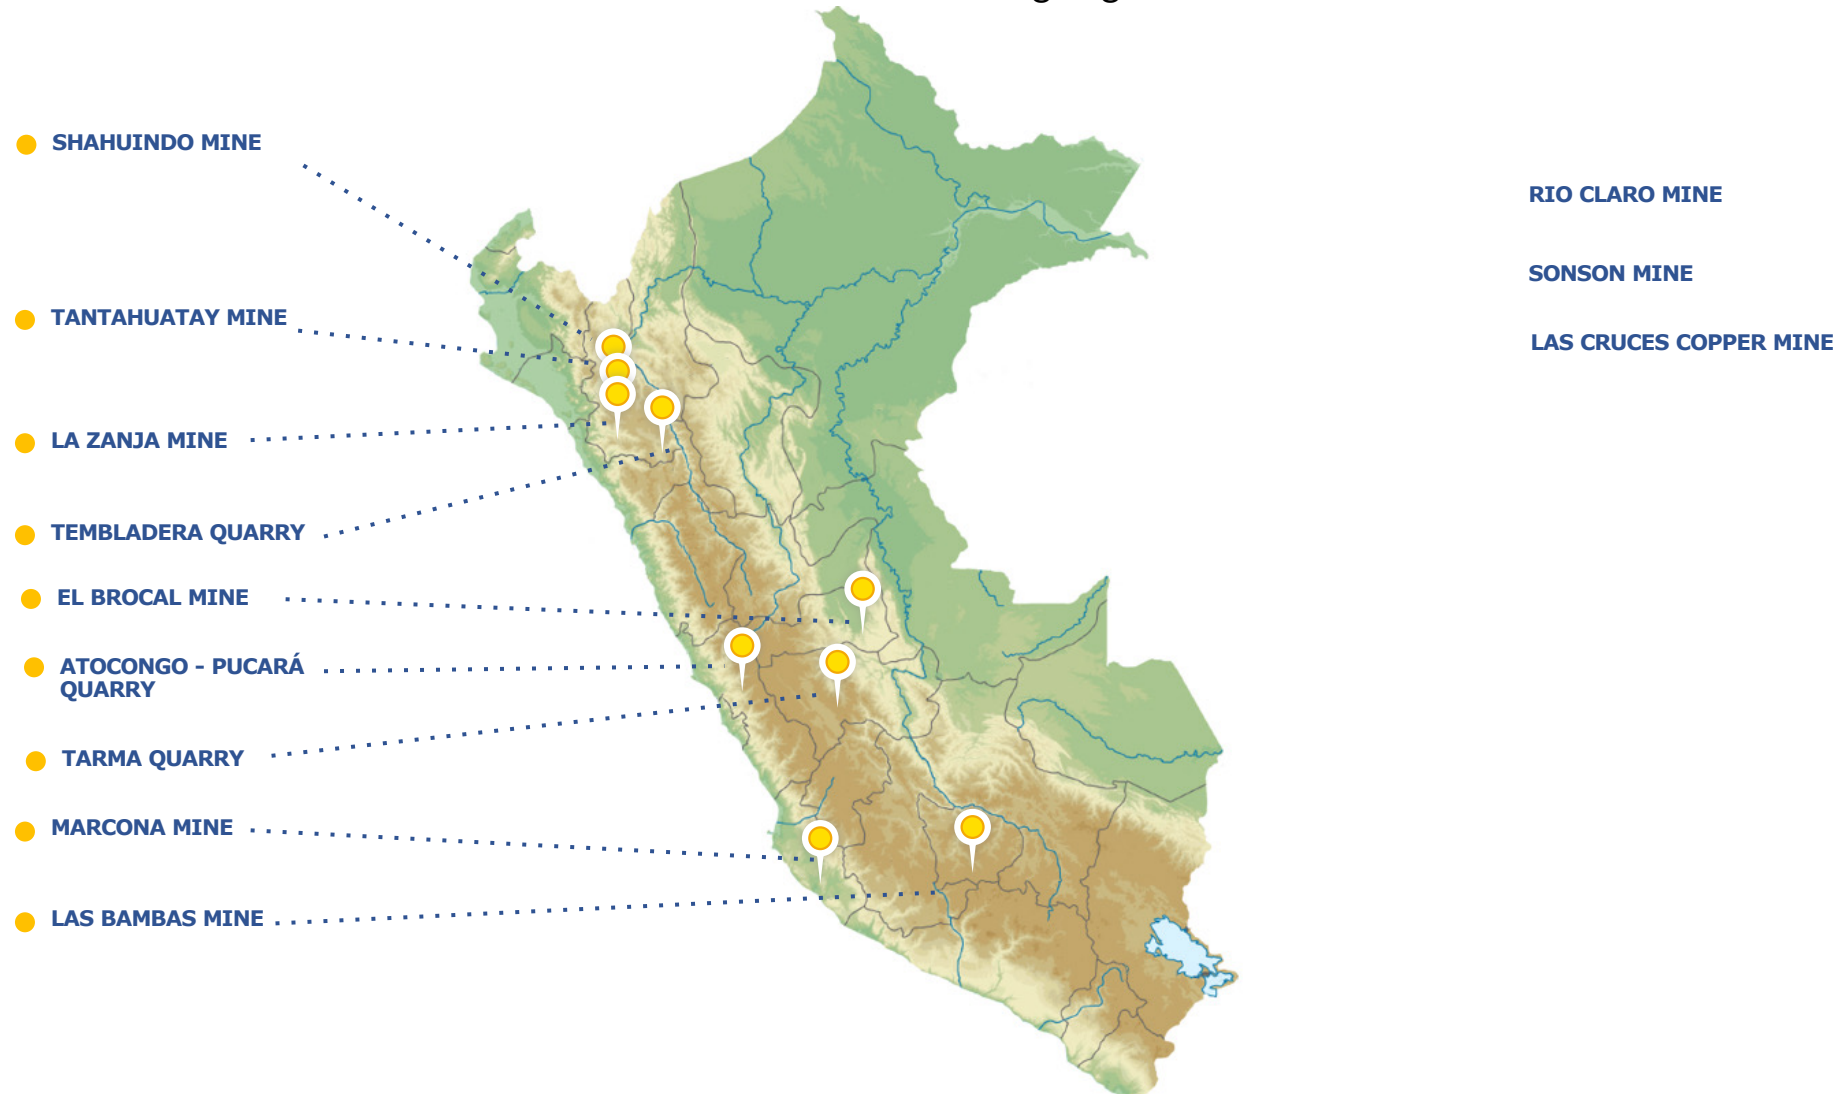 SHAHUINDO MINE
TANTAHUATAY MINE
LA ZANJA MINE
TEMBLADERA QUARRY
EL BROCAL MINE
ATOCONGO - PUCARÁ
QUARRY
TARMA QUARRY
MARCONA MINE
LAS BAMBAS MINE
RIO CLARO MINE
SONSON MINE
LAS CRUCES COPPER MINE